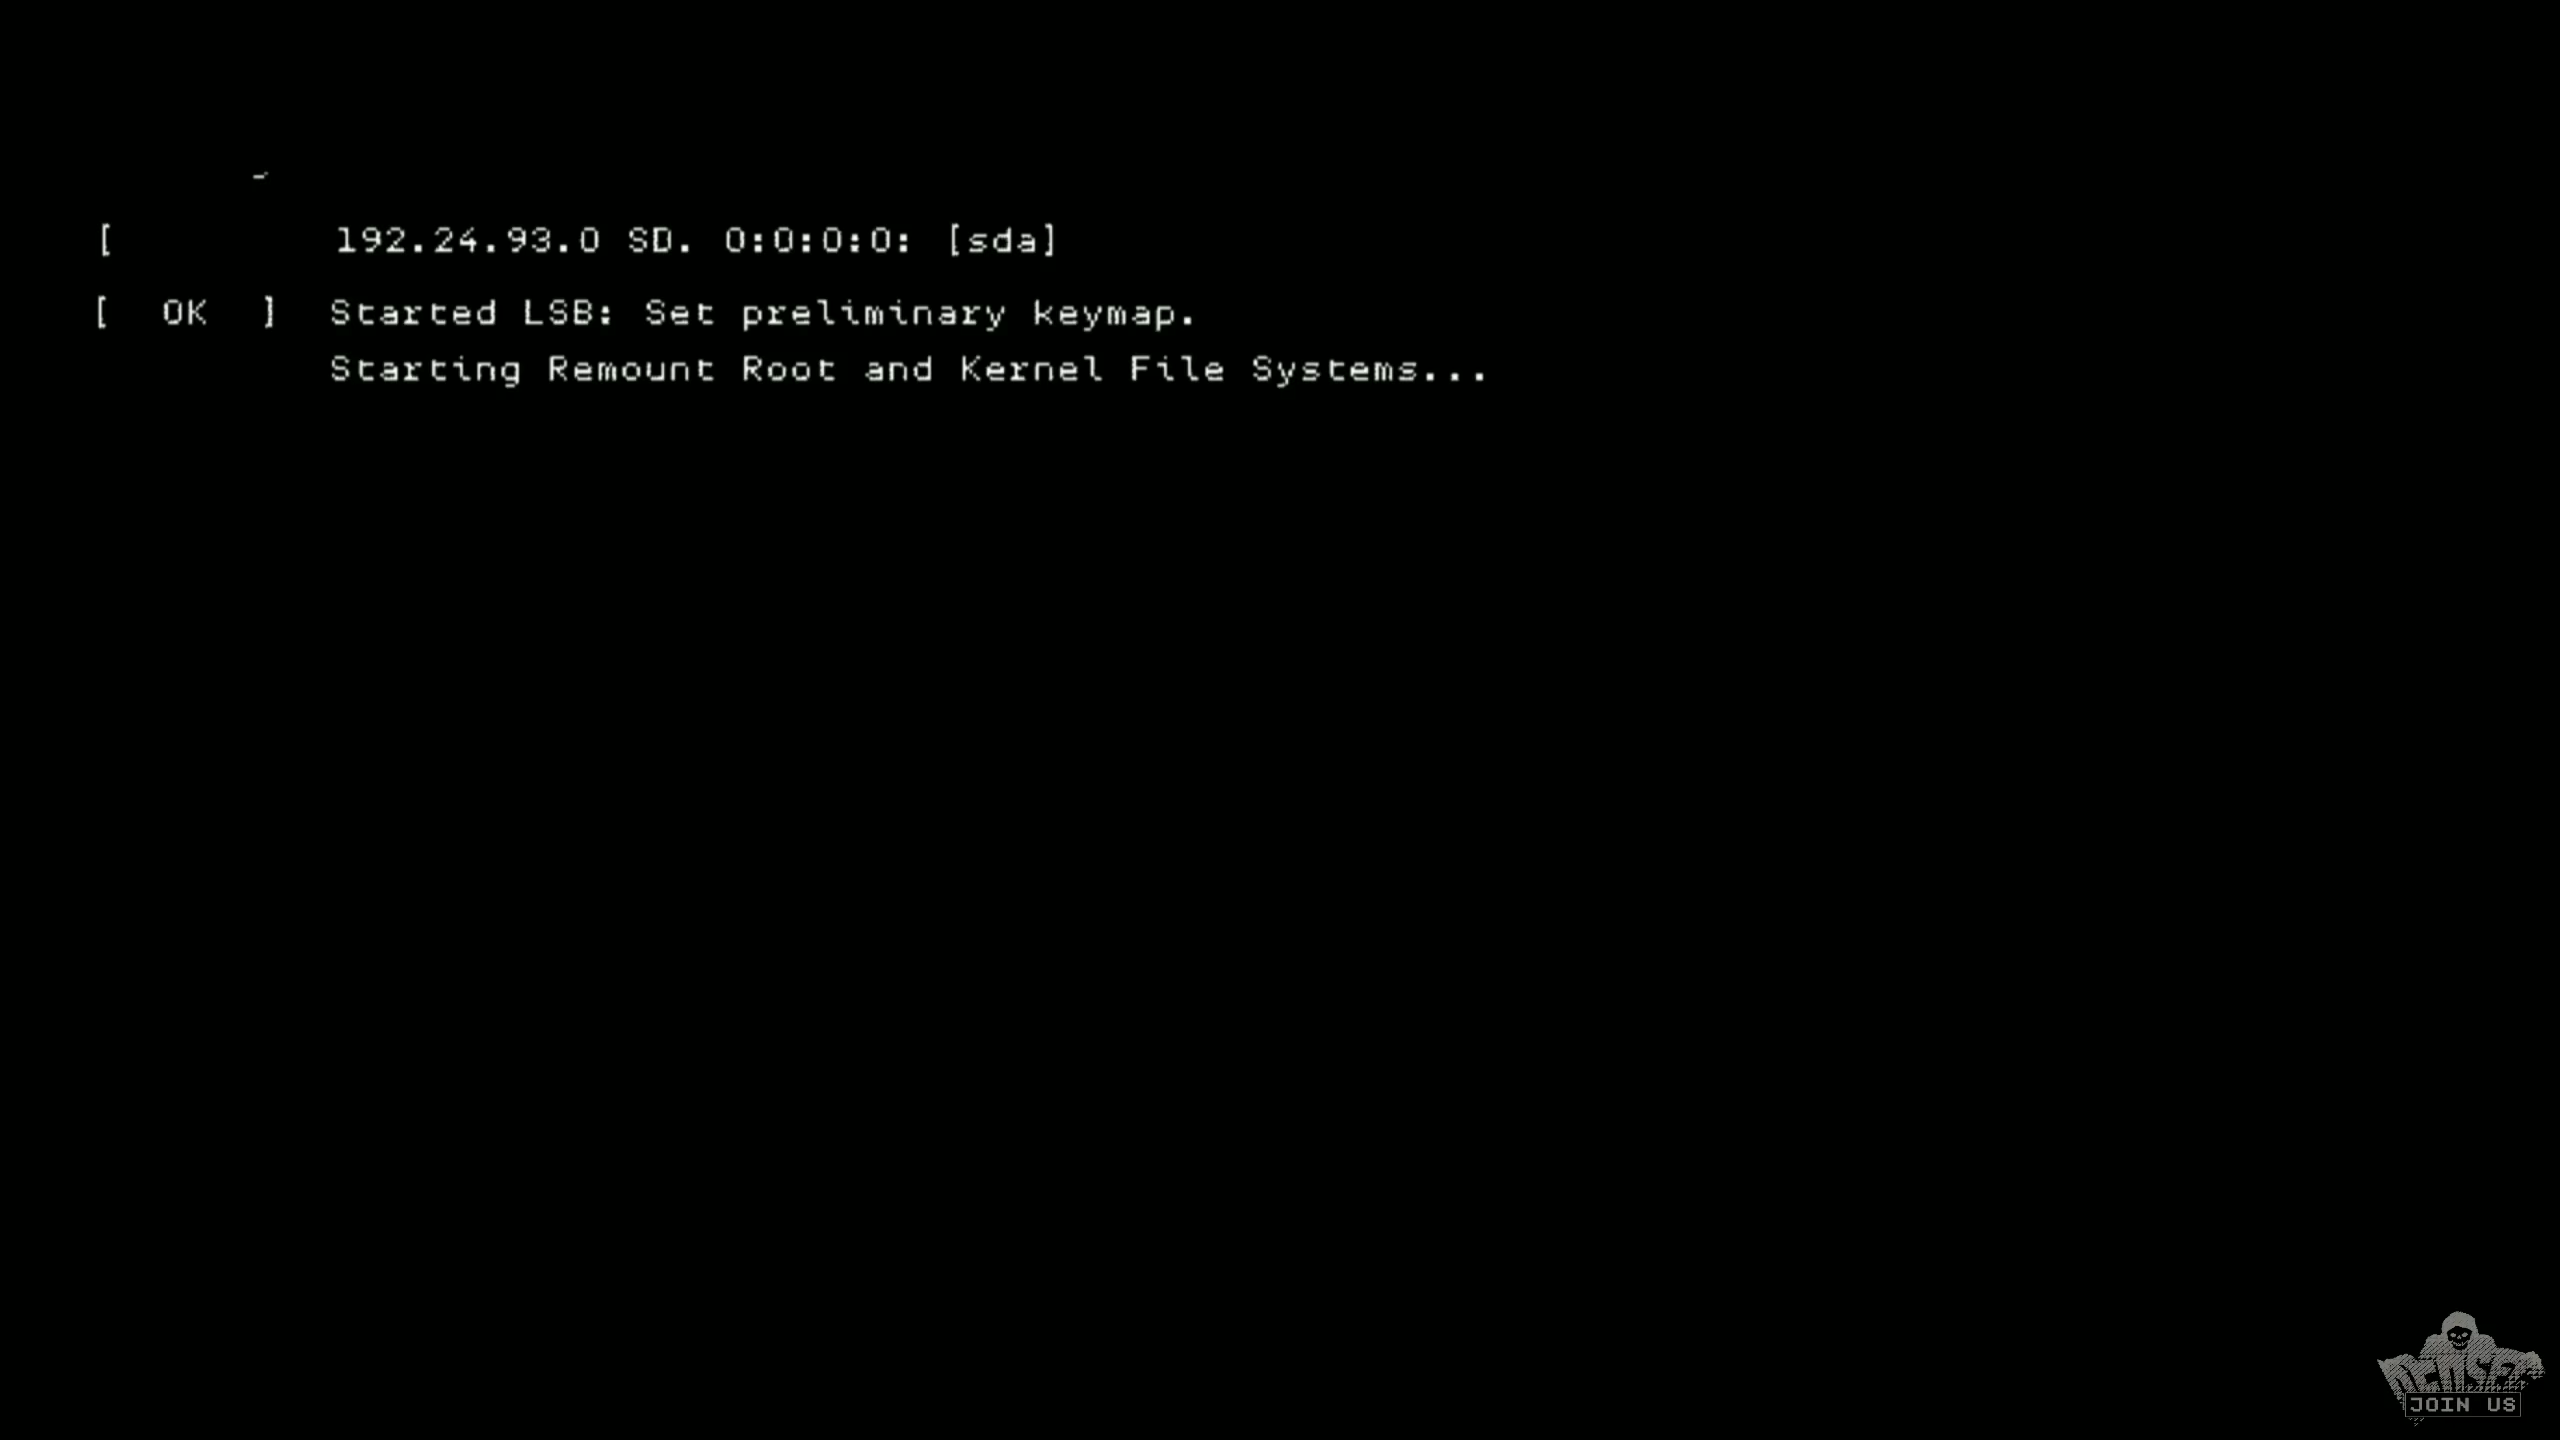 -
[ 192.24.93.0 SD. 0:0:0:0: [sda]
[ OK ] Started LSB: Set preliminary keymap.
Starting Remount Root and Kernel File Systems...
DEDSEC
JOIN US